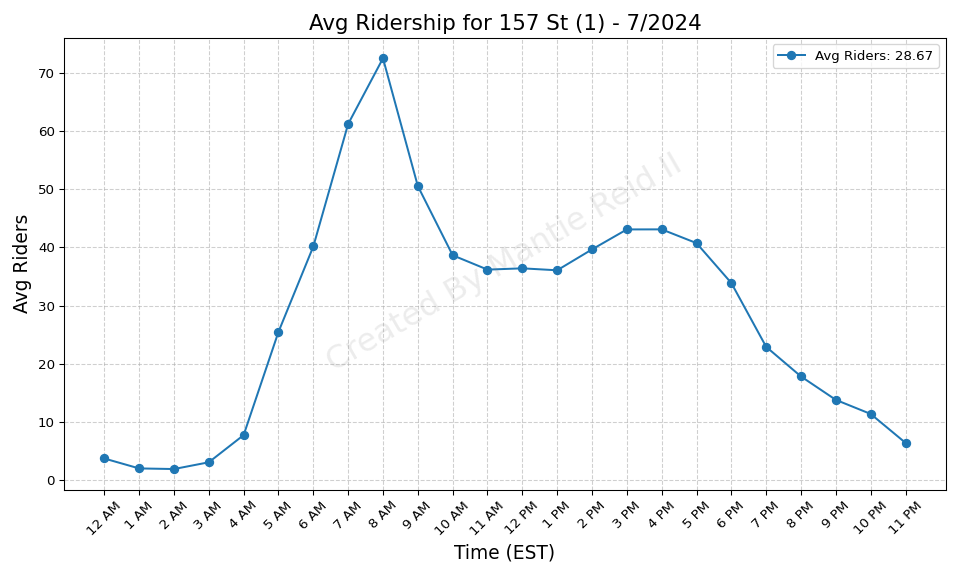 Avg Ridership for 157 St (1) - 7/2024
Avg Riders: 28.67
70
60
50
40
30
20
10
0
Avg Riders
Created By Mantie Reid II
12 AM
1 AM
2 AM
3 AM
4 AM
5 AM
6 AM
7 AM
8 AM
9 AM
10 AM
11 AM
12 PM
1 PM
2 PM
3 PM
4 PM
5 PM
6 PM
7 PM
8 PM
9 PM
10 PM
11 PM
Time (EST)